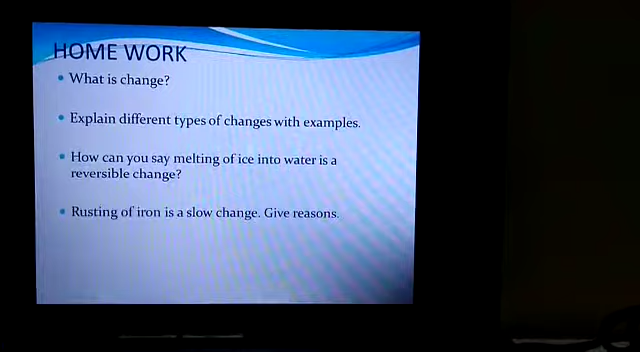 HOME WORK
• What is change?
• Explain different types of changes with examples.
• How can you say melting of ice into water is a
reversible change?
• Rusting of iron is a slow change. Give reasons.